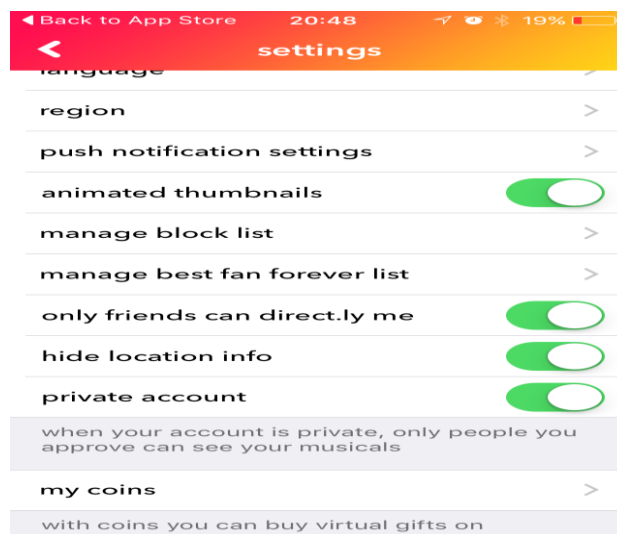 Back to App Store 20:48 19%
settings
language
region
push notification settings
animated thumbnails
manage block list
manage best fan forever list
only friends can direct.ly me
hide location info
private account
when your account is private, only people you
approve can see your musicals
my coins
with coins you can buy virtual gifts on